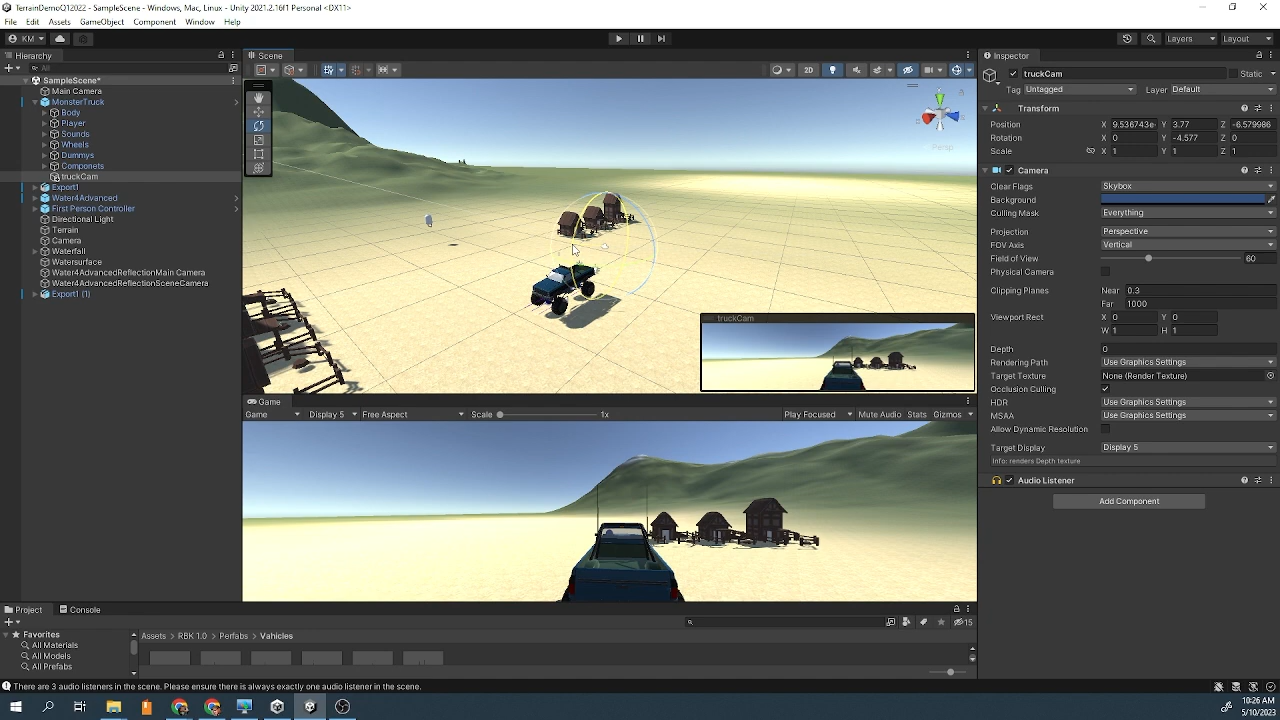 TerrainDemoQ12022 - SampleScene - Windows, Mac, Linux - Unity 2021.2.16f1 Personal <DX11>
File Edit Assets GameObject Component Window Help
KM Layers Layout
Hierarchy
All
SampleScene*
Main Camera
MonsterTruck
Body
Player
Sounds
Wheels
Dummys
Componets
truckCam
Export1
Water4Advanced
First Person Controller
Directional Light
Terrain
Camera
Waterfall
Watersurface
Water4AdvancedReflectionMain Camera
Water4AdvancedReflectionSceneCamera
Export1 (1)
Scene
2D
Persp
truckCam
Game
Game Display 5 Free Aspect Scale 1x Play Focused Mute Audio Stats Gizmos
Inspector
truckCam Static
Tag Untagged Layer Default
Transform
Position X 9.536743e- Y 3.77 Z -6.579986
Rotation X 0 Y -4.577 Z 0
Scale X 1 Y 1 Z 1
Camera
Clear Flags Skybox
Background
Culling Mask Everything
Projection Perspective
FOV Axis Vertical
Field of View 60
Physical Camera
Clipping Planes Near 0.3
Far 1000
Viewport Rect X 0 Y 0
W 1 H 1
Depth 0
Rendering Path Use Graphics Settings
Target Texture None (Render Texture)
Occlusion Culling
HDR Use Graphics Settings
MSAA Use Graphics Settings
Allow Dynamic Resolution
Target Display Display 5
Info: renders Depth texture
Audio Listener
Add Component
Project Console
15
Favorites
All Materials
All Models
All Prefabs
Assets > RBK 1.0 > Perfabs > Vahicles
There are 3 audio listeners in the scene. Please ensure there is always exactly one audio listener in the scene.
10:26 AM
5/10/2023